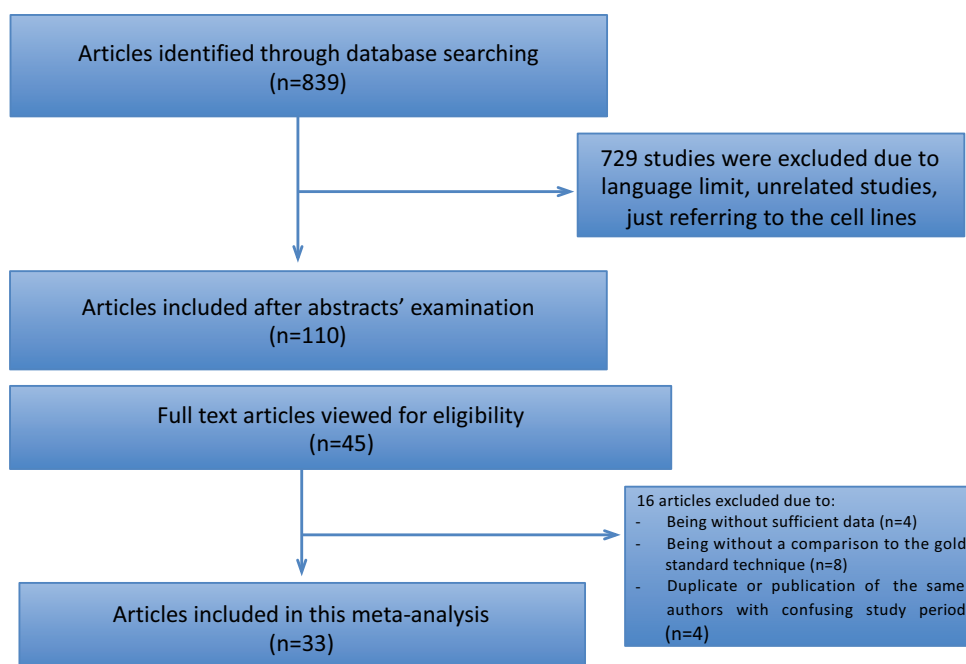 Articles identified through database searching
(n=839)
729 studies were excluded due to
language limit, unrelated studies,
just referring to the cell lines
Articles included after abstracts’ examination
(n=110)
Full text articles viewed for eligibility
(n=45)
16 articles excluded due to:
- Being without sufficient data (n=4)
- Being without a comparison to the gold
standard technique (n=8)
- Duplicate or publication of the same
authors with confusing study period
(n=4)
Articles included in this meta-analysis
(n=33)